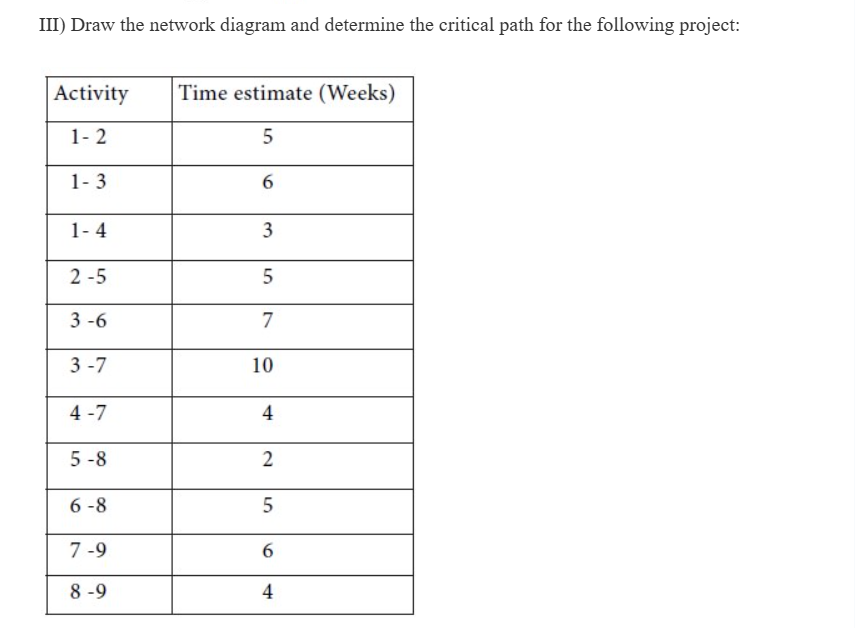 III) Draw the network diagram and determine the critical path for the following project:
Activity Time estimate (Weeks)
1- 2 5
1- 3 6
1- 4 3
2 -5 5
3 -6 7
3 -7 10
4 -7 4
5 -8 2
6 -8 5
7 -9 6
8 -9 4